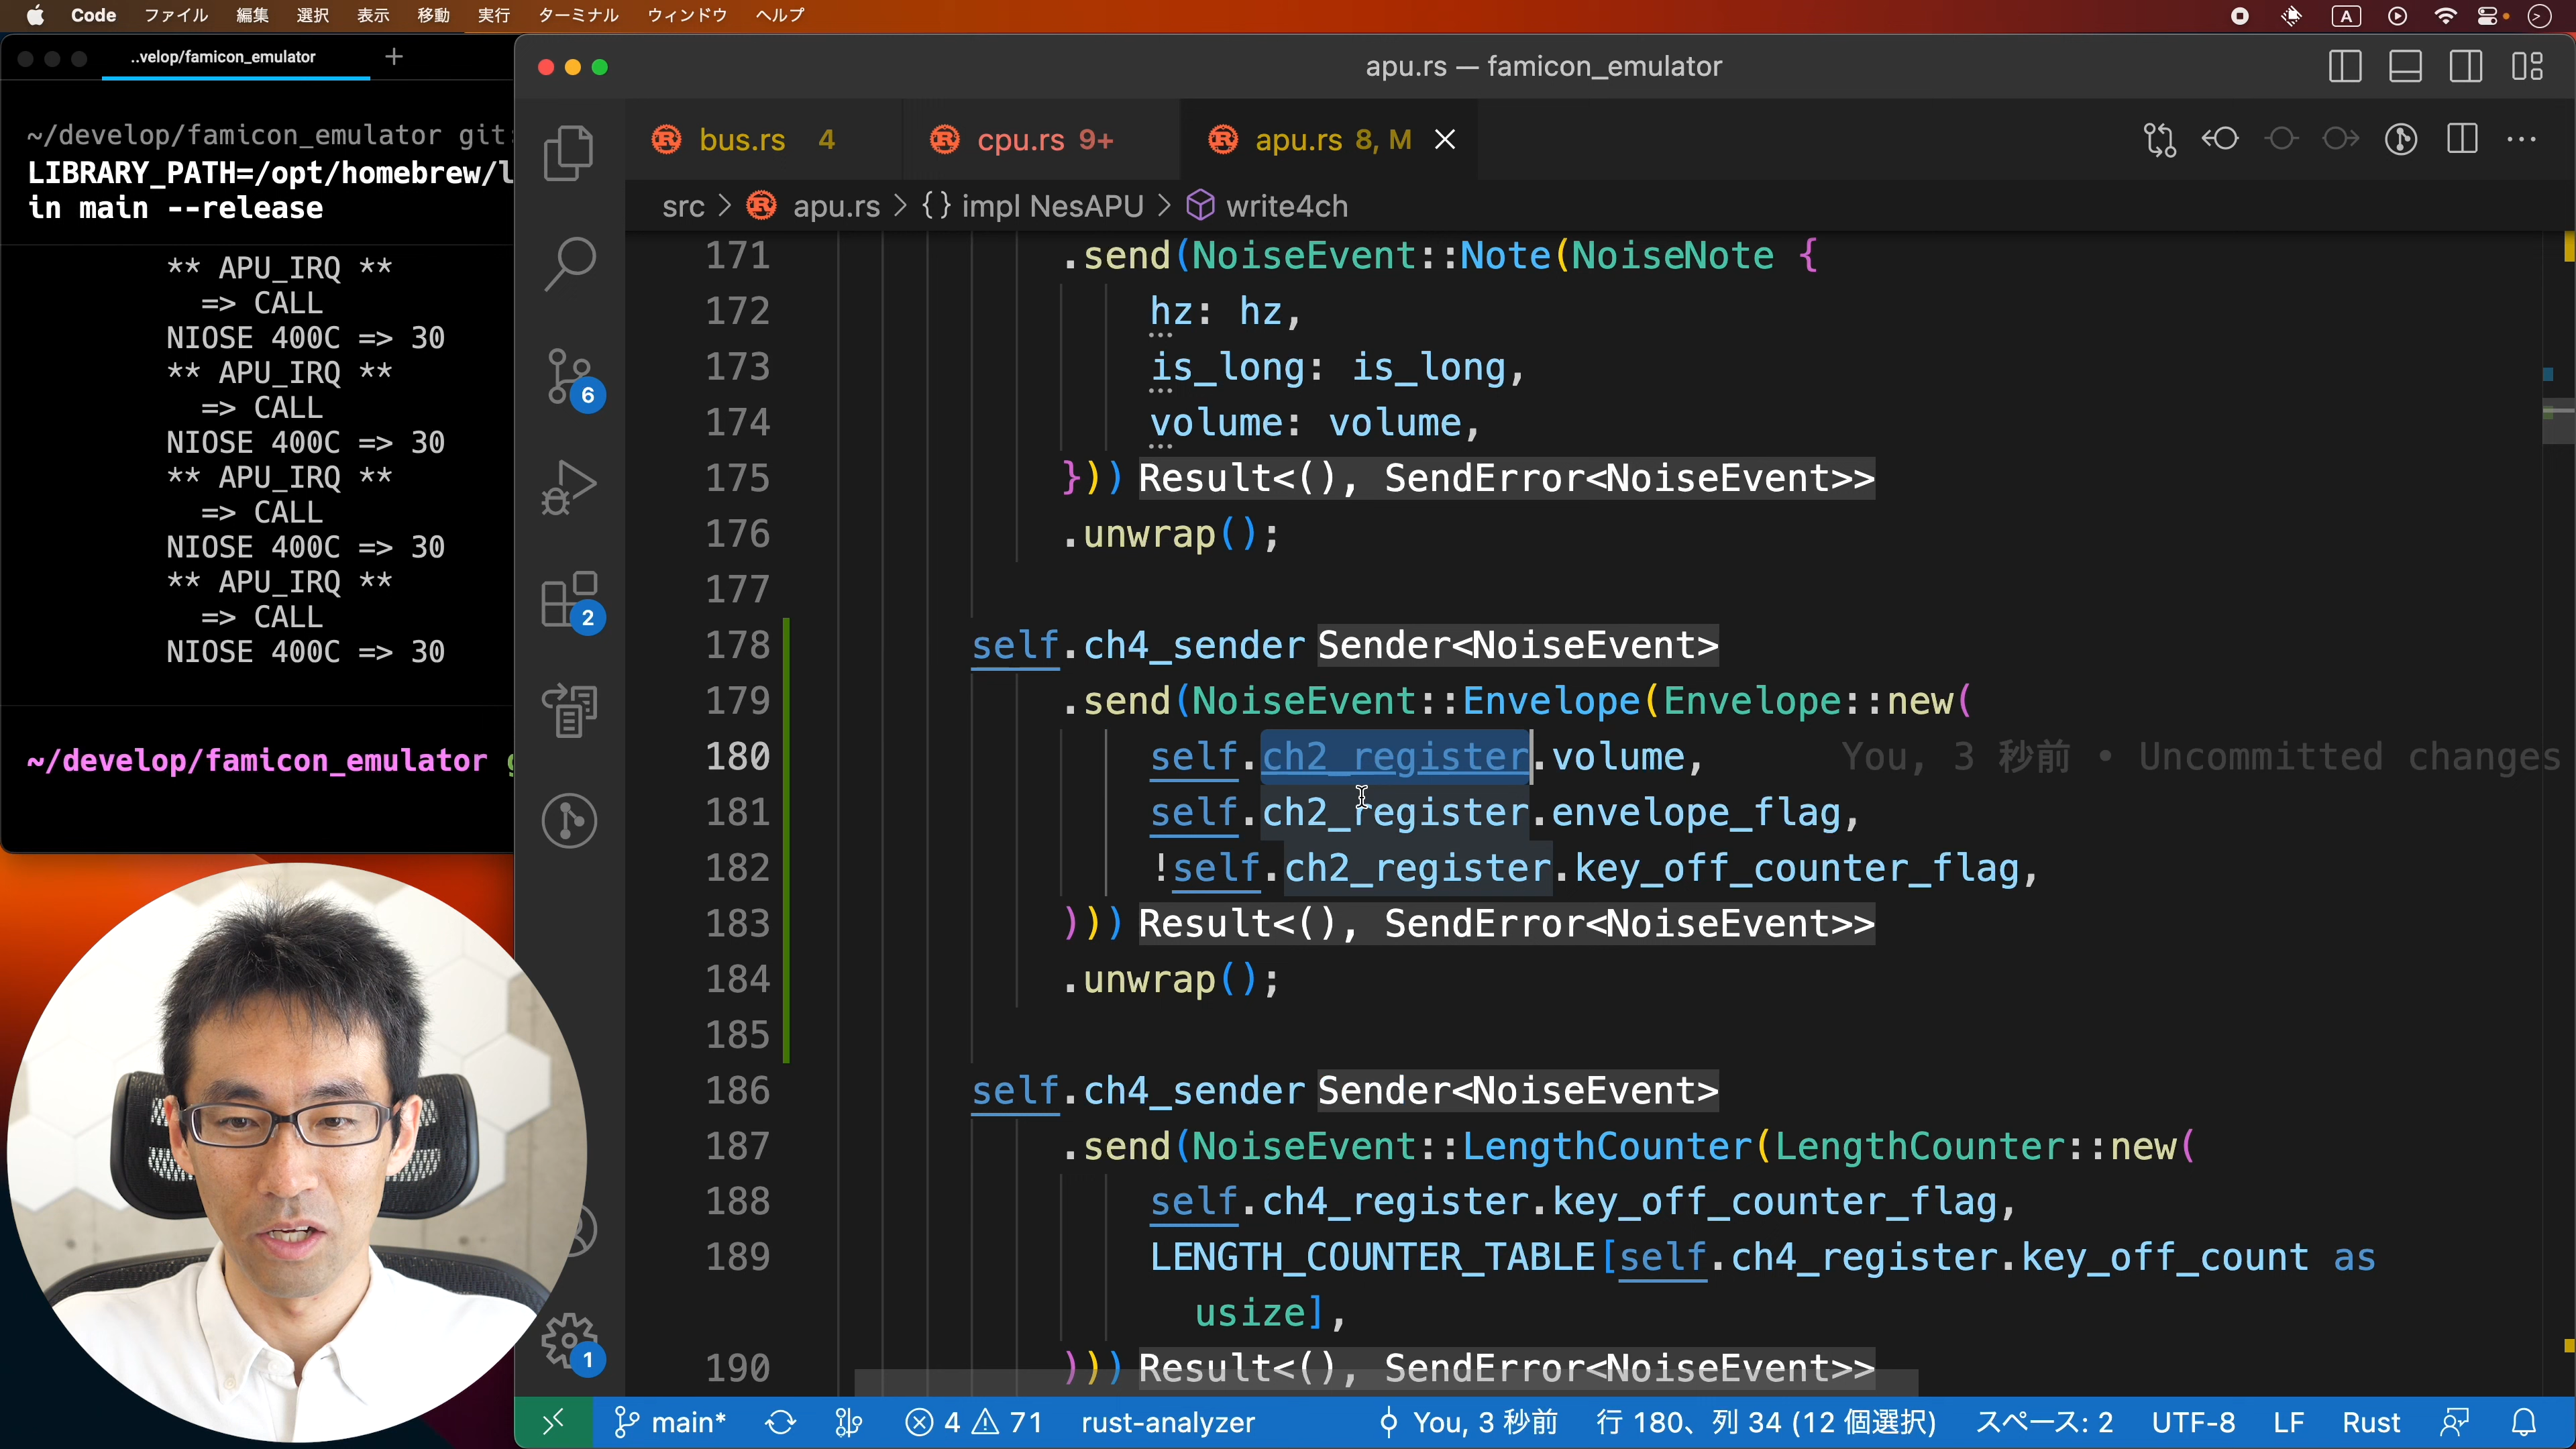 Code ファイル 編集 選択 表示 移動 実行 ターミナル ウィンドウ ヘルプ
A
..velop/famicon_emulator
~/develop/famicon_emulator git:
LIBRARY_PATH=/opt/homebrew/l
in main --release
** APU_IRQ **
=> CALL
NIOSE 400C => 30
** APU_IRQ **
=> CALL
NIOSE 400C => 30
** APU_IRQ **
=> CALL
NIOSE 400C => 30
** APU_IRQ **
=> CALL
NIOSE 400C => 30
~/develop/famicon_emulator g
apu.rs — famicon_emulator
bus.rs 4
cpu.rs 9+
apu.rs 8, M
src > apu.rs > {} impl NesAPU > write4ch
6
2
1
171 .send(NoiseEvent::Note(NoiseNote {
172 hz: hz,
173 is_long: is_long,
174 volume: volume,
175 })) Result<(), SendError<NoiseEvent>>
176 .unwrap();
177
178 self.ch4_sender Sender<NoiseEvent>
179 .send(NoiseEvent::Envelope(Envelope::new(
180 self.ch2_register.volume, You, 3 秒前 • Uncommitted changes
181 self.ch2_register.envelope_flag,
182 !self.ch2_register.key_off_counter_flag,
183 ))) Result<(), SendError<NoiseEvent>>
184 .unwrap();
185
186 self.ch4_sender Sender<NoiseEvent>
187 .send(NoiseEvent::LengthCounter(LengthCounter::new(
188 self.ch4_register.key_off_counter_flag,
189 LENGTH_COUNTER_TABLE[self.ch4_register.key_off_count as
usize],
190 ))) Result<(), SendError<NoiseEvent>>
main* 4 71 rust-analyzer You, 3 秒前 行 180、列 34 (12 個選択) スペース: 2 UTF-8 LF Rust